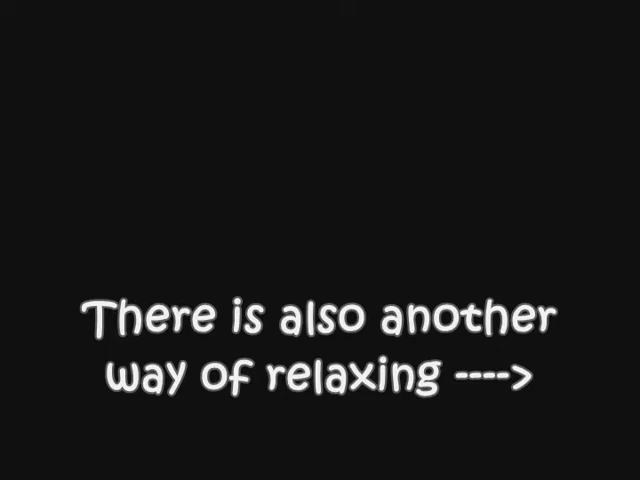 There is also another
way of relaxing ---->